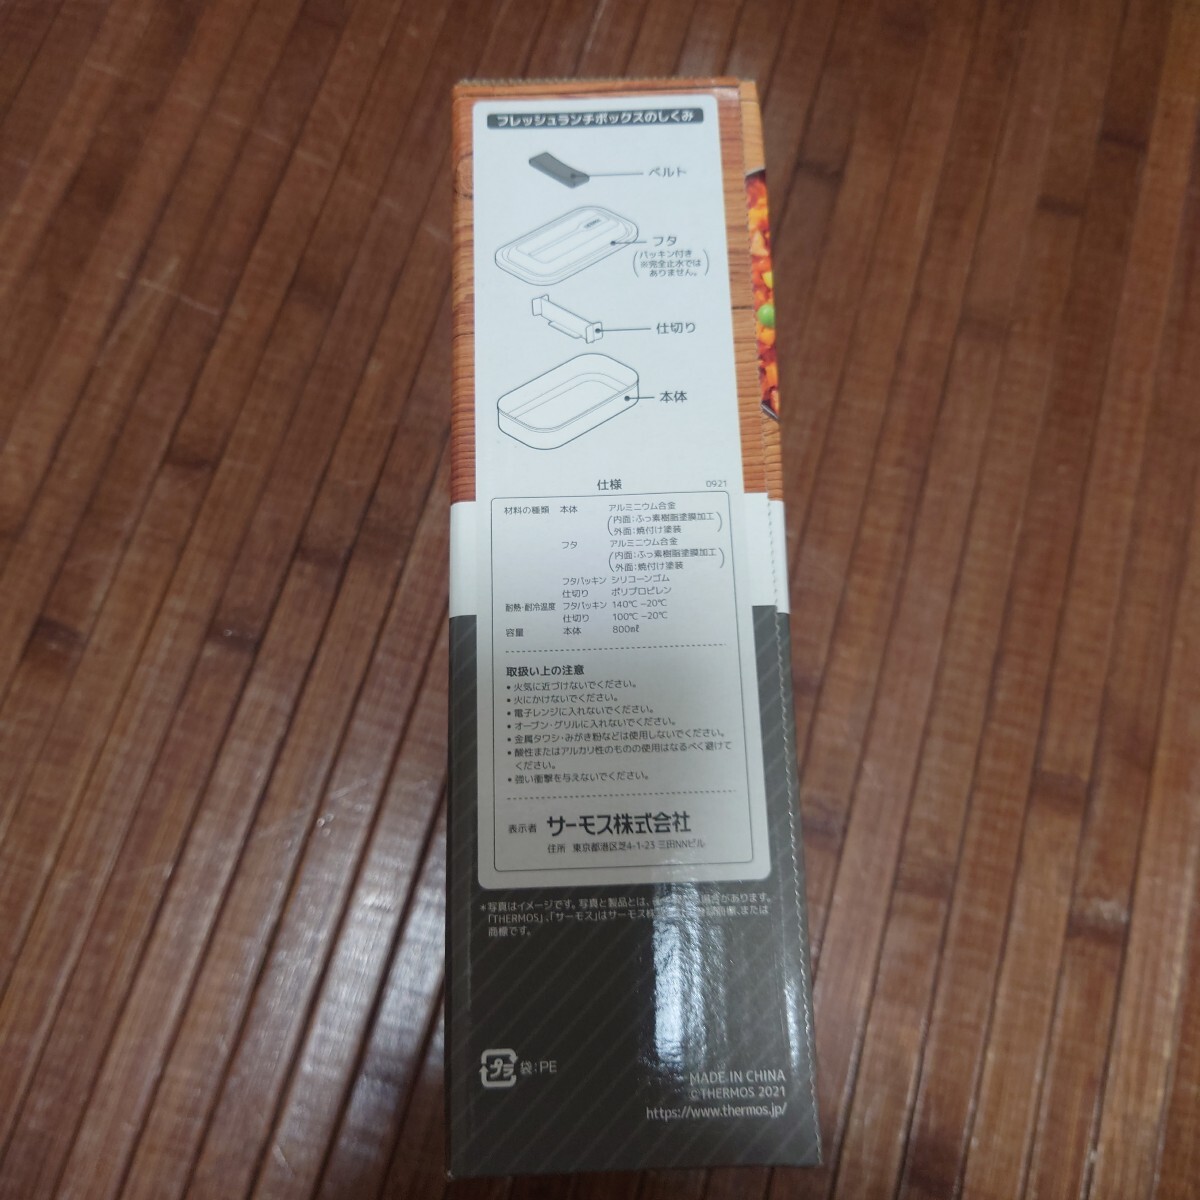 フレッシュランチボックスのしくみ
ベルト
フタ
(パッキン付き
※完全止水では
ありません。)
仕切り
本体
仕様 0921
材料の種類 本体 アルミニウム合金
(内面:ふっ素樹脂塗膜加工
外面:焼付け塗装)
フタ アルミニウム合金
(内面:ふっ素樹脂塗膜加工
外面:焼付け塗装)
フタパッキン シリコーンゴム
仕切り ポリプロピレン
耐熱・耐冷温度 フタパッキン 140℃ −20℃
仕切り 100℃ −20℃
容量 本体 800㎖
取扱い上の注意
・火気に近づけないでください。
・火にかけないでください。
・電子レンジに入れないでください。
・オーブン・グリルに入れないでください。
・金属タワシ・みがき粉などは使用しないでください。
・酸性またはアルカリ性のものの使用はなるべく避けて
ください。
・強い衝撃を与えないでください。
表示者 サーモス株式会社
住所 東京都港区芝4-1-23 三田NNビル
*写真はイメージです。写真と製品とは、場合があります。
「THERMOS」、「サーモス」はサーモス株 商標、または
商標です。
プラ 袋:PE
MADE IN CHINA
© THERMOS 2021
https://www.thermos.jp/